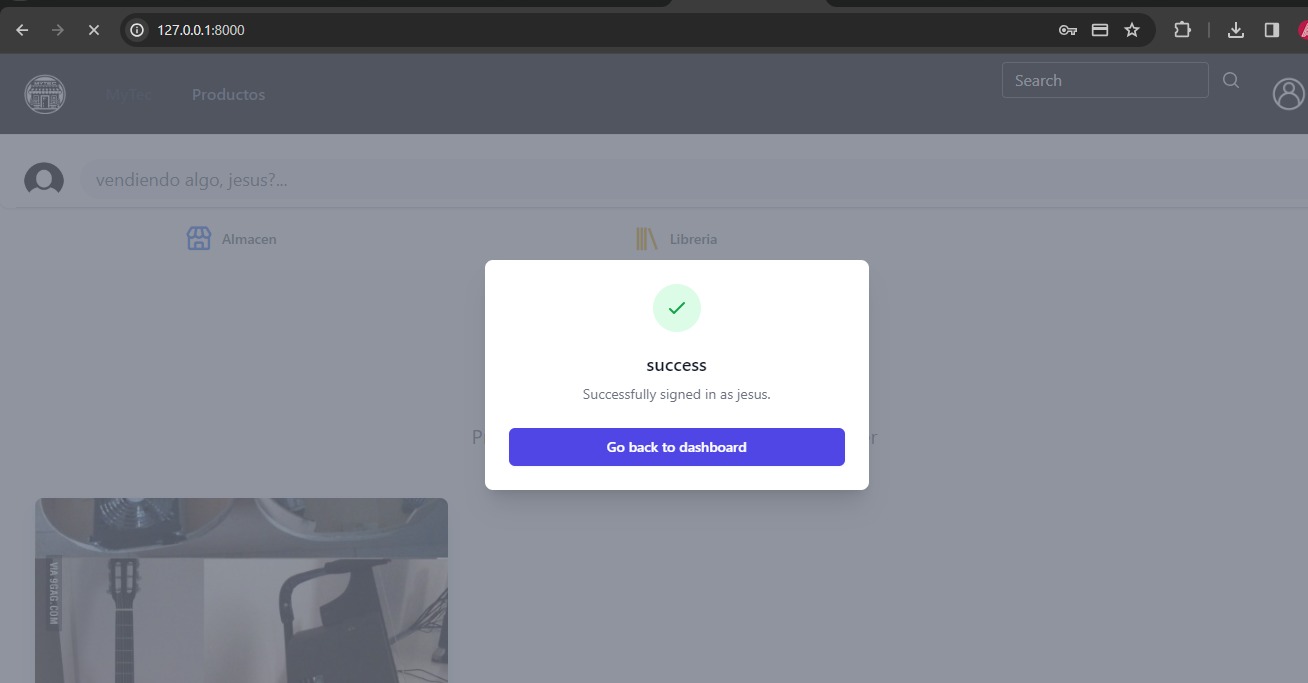 127.0.0.1:8000
MyTec
Productos
Search
vendiendo algo, jesus?...
Almacen
Libreria
success
Successfully signed in as jesus.
Go back to dashboard
VIA 9GAG.COM